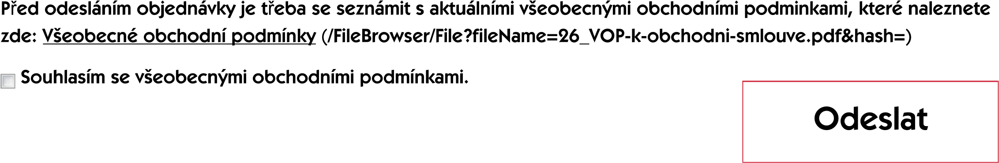 Před odesláním objednávky je třeba se seznámit s aktuálními všeobecnými obchodními podminkami, které naleznete
zde: Všeobecné obchodní podmínky (/FileBrowser/File?fileName=26_VOP-k-obchodni-smlouve.pdf&hash=)
Souhlasím se všeobecnými obchodními podmínkami.
Odeslat